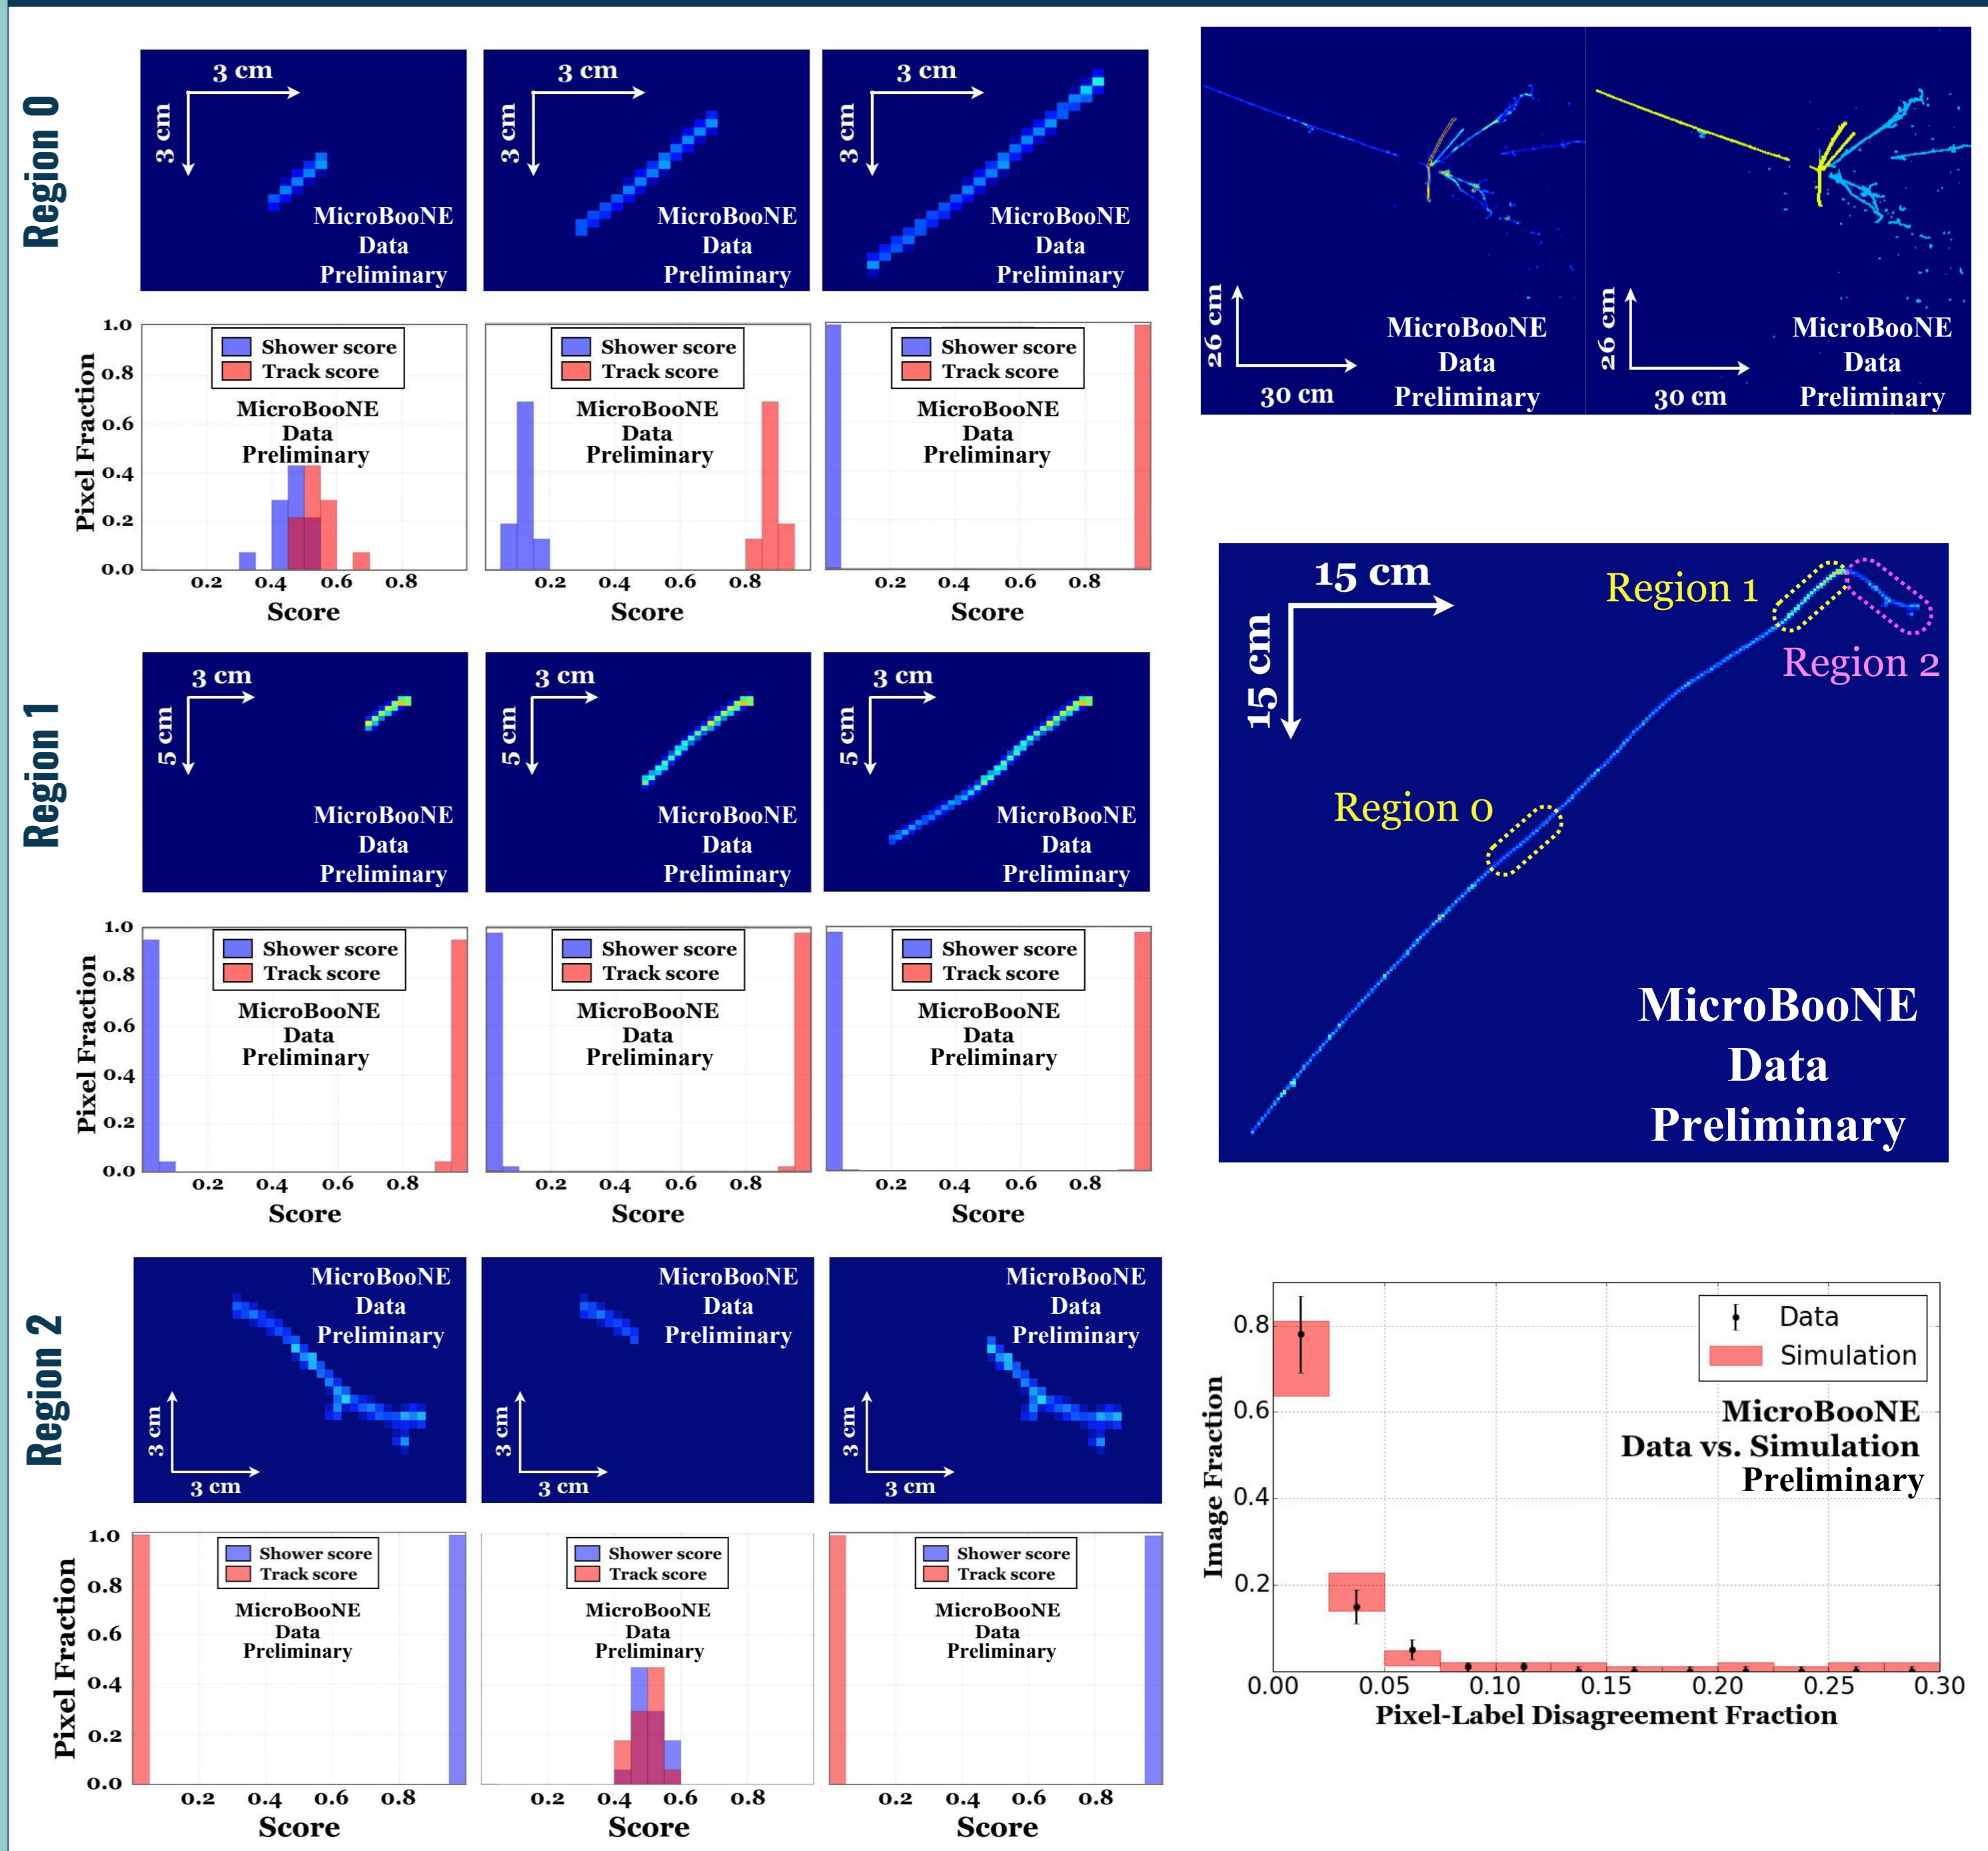 Region 0
3 cm
3 cm
MicroBooNE
Data
Preliminary
3 cm
3 cm
MicroBooNE
Data
Preliminary
3 cm
3 cm
MicroBooNE
Data
Preliminary
1.0
0.8
0.6
0.4
0.2
0.0
Pixel Fraction
Shower score
Track score
MicroBooNE
Data
Preliminary
0.2 0.4 0.6 0.8
Score
Shower score
Track score
MicroBooNE
Data
Preliminary
0.2 0.4 0.6 0.8
Score
Shower score
Track score
MicroBooNE
Data
Preliminary
0.2 0.4 0.6 0.8
Score
Region 1
3 cm
5 cm
MicroBooNE
Data
Preliminary
3 cm
5 cm
MicroBooNE
Data
Preliminary
3 cm
5 cm
MicroBooNE
Data
Preliminary
1.0
0.8
0.6
0.4
0.2
0.0
Pixel Fraction
Shower score
Track score
MicroBooNE
Data
Preliminary
0.2 0.4 0.6 0.8
Score
Shower score
Track score
MicroBooNE
Data
Preliminary
0.2 0.4 0.6 0.8
Score
Shower score
Track score
MicroBooNE
Data
Preliminary
0.2 0.4 0.6 0.8
Score
Region 2
MicroBooNE
Data
Preliminary
3 cm
3 cm
MicroBooNE
Data
Preliminary
3 cm
3 cm
MicroBooNE
Data
Preliminary
3 cm
3 cm
1.0
0.8
0.6
0.4
0.2
0.0
Pixel Fraction
Shower score
Track score
MicroBooNE
Data
Preliminary
0.2 0.4 0.6 0.8
Score
Shower score
Track score
MicroBooNE
Data
Preliminary
0.2 0.4 0.6 0.8
Score
Shower score
Track score
MicroBooNE
Data
Preliminary
0.2 0.4 0.6 0.8
Score
26 cm
30 cm
MicroBooNE
Data
Preliminary
26 cm
30 cm
MicroBooNE
Data
Preliminary
15 cm
15 cm
Region 1
Region 2
Region 0
MicroBooNE
Data
Preliminary
0.8
0.6
0.4
0.2
Image Fraction
Data
Simulation
MicroBooNE
Data vs. Simulation
Preliminary
0.00 0.05 0.10 0.15 0.20 0.25 0.30
Pixel-Label Disagreement Fraction